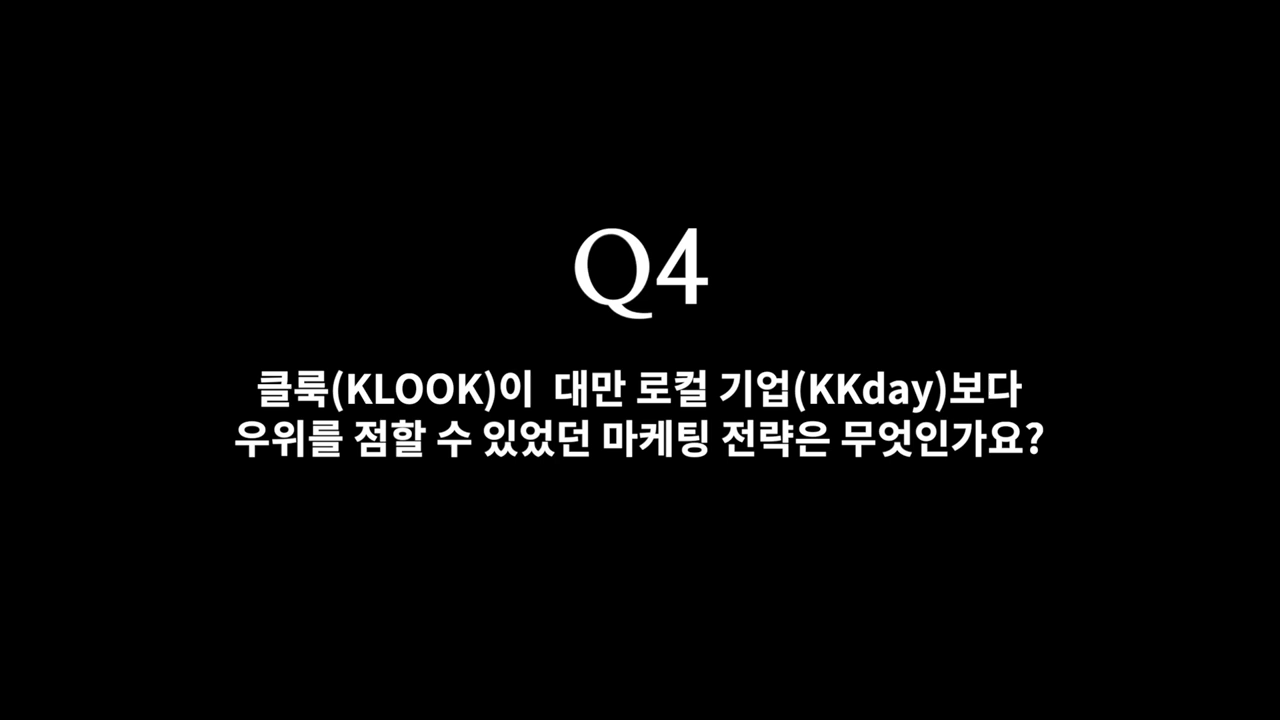 Q4
클룩(KLOOK)이  대만 로컬 기업(KKday)보다
우위를 점할 수 있었던 마케팅 전략은 무엇인가요?